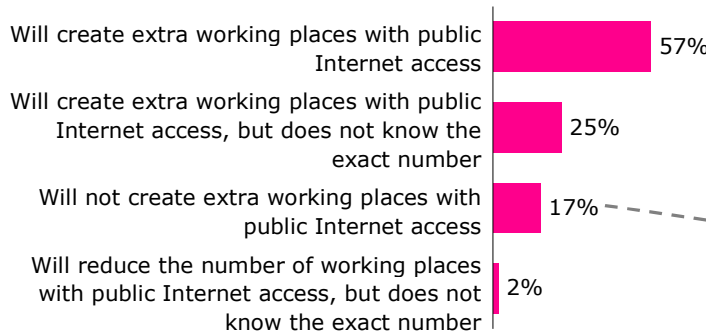 Will create extra working places with public
Internet access
57%
Will create extra working places with public
Internet access, but does not know the
exact number
25%
Will not create extra working places with
public Internet access
17%
Will reduce the number of working places
with public Internet access, but does not
know the exact number
2%